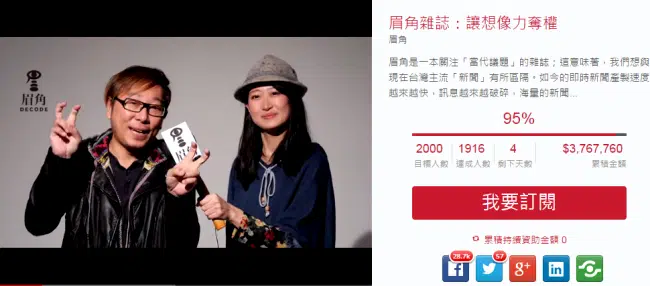 眉角
DECODE
眉角
眉角雜誌：讓想像力奪權
眉角
眉角是一本關注「當代議題」的雜誌；這意味著，我們想與
現在台灣主流「新聞」有所區隔。如今的即時新聞產製速度
越來越快，訊息越來越破碎，海量的新聞...
95%
2000 1916 4 $3,767,760
目標人數 達成人數 剩下天數 累積金額
我要訂閱
累積持續資助金額 0
28.7k 57